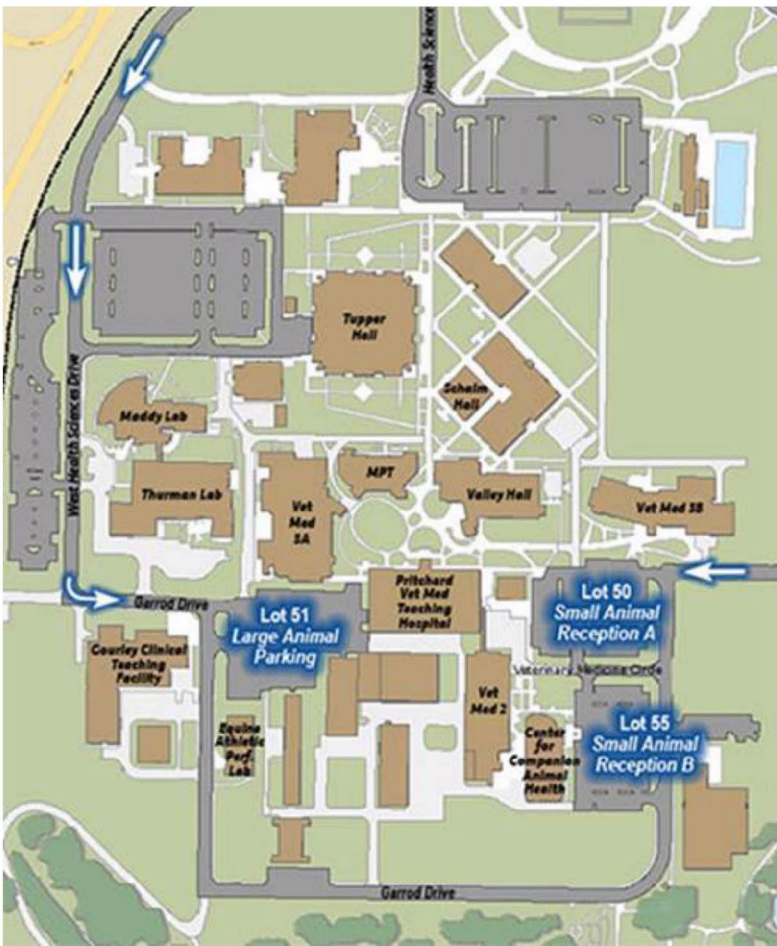 Health Science
Tupper
Hall
Schalm
Hall
Maddy Lab
West Health Sciences Drive
Thurman Lab
Vet
Med
3A
MPT
Valley Hall
Vet Med 3B
Garrod Drive
Lot 51
Large Animal
Parking
Pritchard
Vet Med
Teaching
Hospital
Lot 50
Small Animal
Reception A
Gourley Clinical
Teaching
Facility
Veterinary Medicine Circle
Vet
Med 2
Equine
Athletic
Perf.
Lab
Center
for
Companion
Animal
Health
Lot 55
Small Animal
Reception B
Garrod Drive